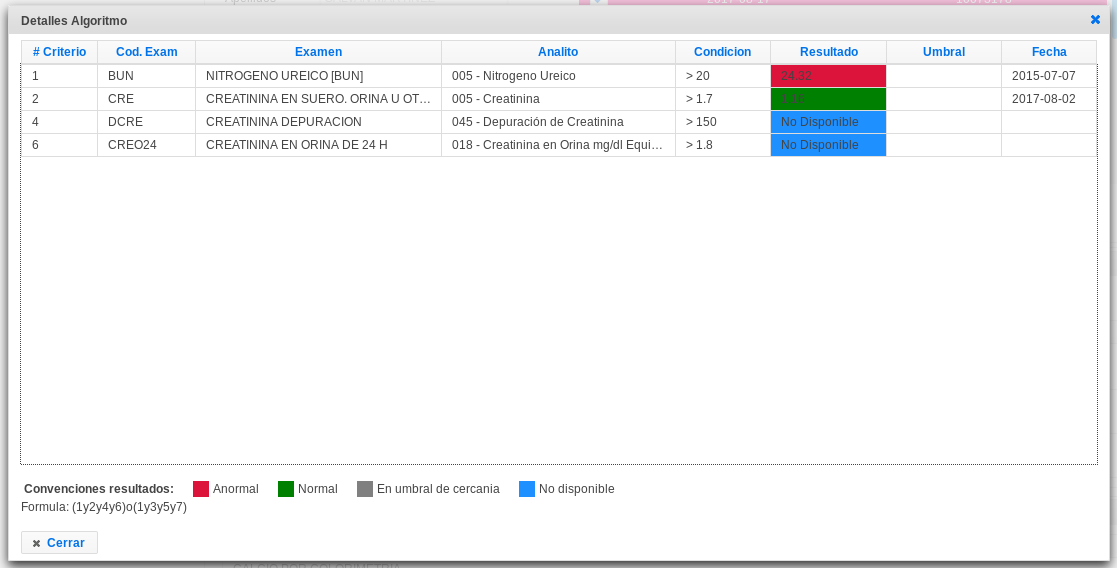 Detalles Algoritmo
# Criterio Cod. Exam Examen Analito Condicion Resultado Umbral Fecha
1 BUN NITROGENO UREICO [BUN] 005 - Nitrogeno Ureico > 20 24.32 2015-07-07
2 CRE CREATININA EN SUERO. ORINA U OT… 005 - Creatinina > 1.7 2017-08-02
4 DCRE CREATININA DEPURACION 045 - Depuración de Creatinina > 150 No Disponible
6 CREO24 CREATININA EN ORINA DE 24 H 018 - Creatinina en Orina mg/dl Equi… > 1.8 No Disponible
Convenciones resultados: Anormal Normal En umbral de cercania No disponible
Formula: (1y2y4y6)o(1y3y5y7)
Cerrar